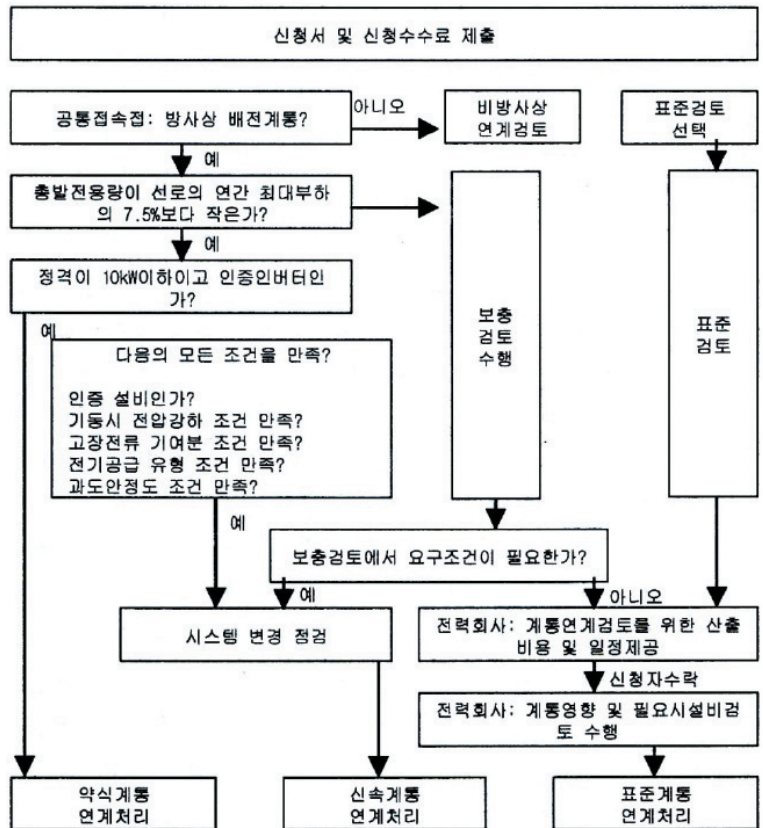 신청서 및 신청수수료 제출
공통접속접: 방사상 배전계통?
아니오
비방사상
연계검토
표준검토
선택
예
총발전용량이 선로의 연간 최대부하
의 7.5%보다 작은가?
예
정격이 10kW이하이고 인증인버터인
가?
예
다음의 모든 조건을 만족?
인증 설비인가?
기동시 전압강하 조건 만족?
고장전류 기여분 조건 만족?
전기공급 유형 조건 만족?
과도안정도 조건 만족?
보충
검토
수행
표준
검토
예
보충검토에서 요구조건이 필요한가?
예
아니오
시스템 변경 점검
전력회사: 계통연계검토를 위한 산출
비용 및 일정제공
신청자수락
전력회사: 계통영향 및 필요시설비검
토 수행
약식계통
연계처리
신속계통
연계처리
표준계통
연계처리